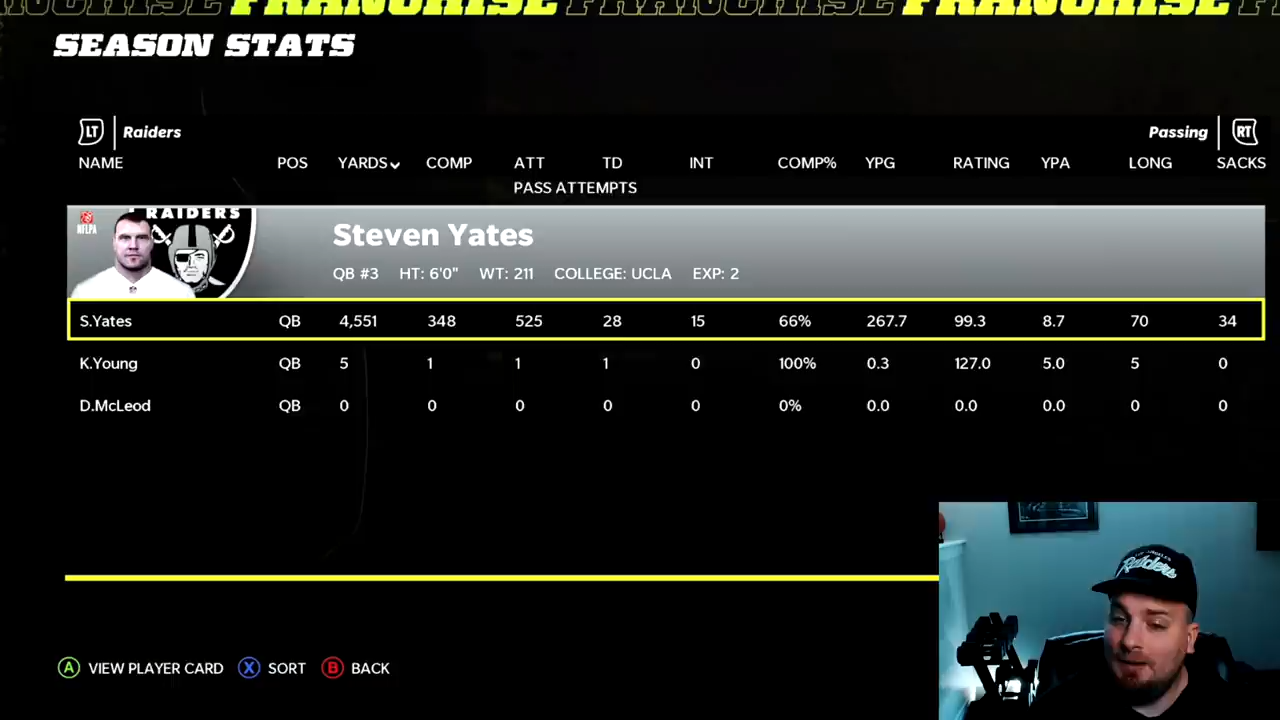 FRANCHISE FRANCHISE FRANCHISE FRANCHISE
SEASON STATS
LT Raiders Passing RT
NAME POS YARDS COMP ATT TD INT COMP% YPG RATING YPA LONG SACKS
PASS ATTEMPTS
RAIDERS
NFLPA
Steven Yates
QB #3 HT: 6'0" WT: 211 COLLEGE: UCLA EXP: 2
S.Yates QB 4,551 348 525 28 15 66% 267.7 99.3 8.7 70 34
K.Young QB 5 1 1 1 0 100% 0.3 127.0 5.0 5 0
D.McLeod QB 0 0 0 0 0 0% 0.0 0.0 0.0 0 0
LOS ANGELES
Raiders
A VIEW PLAYER CARD X SORT B BACK